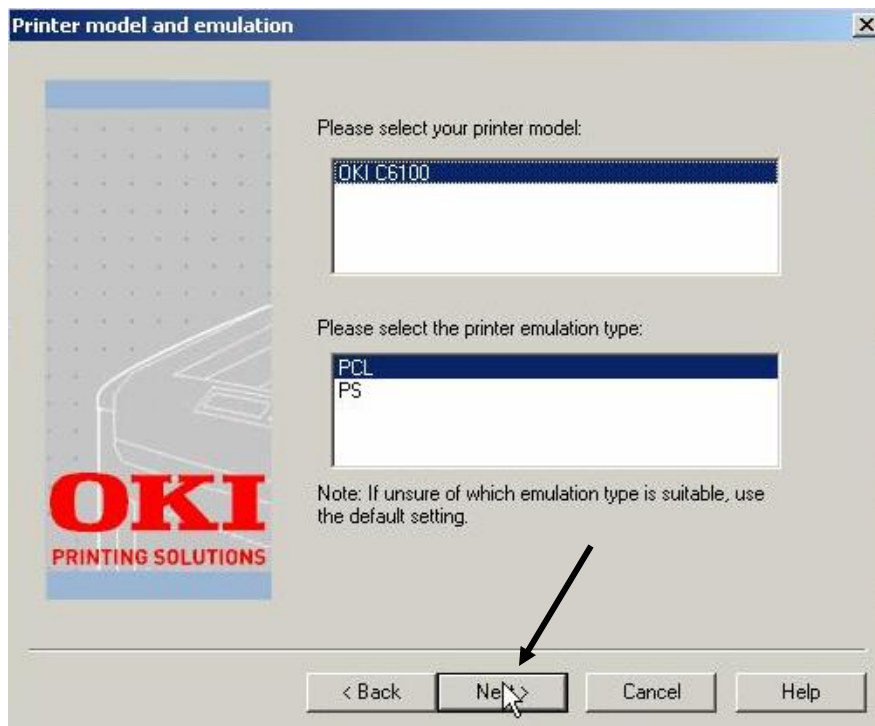 Printer model and emulation
Please select your printer model:
OKI C6100
Please select the printer emulation type:
PCL
PS
Note: If unsure of which emulation type is suitable, use
the default setting.
OKI
PRINTING SOLUTIONS
< Back
Next >
Cancel
Help